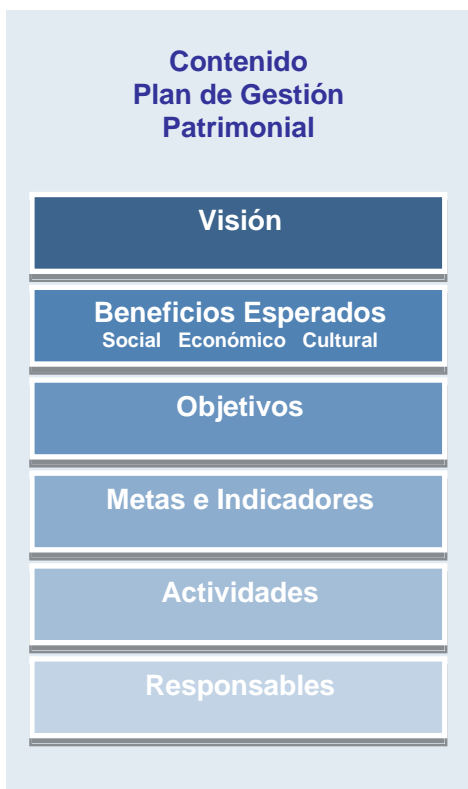 Contenido
Plan de Gestión
Patrimonial
Visión
Beneficios Esperados
Social Económico Cultural
Objetivos
Metas e Indicadores
Actividades
Responsables